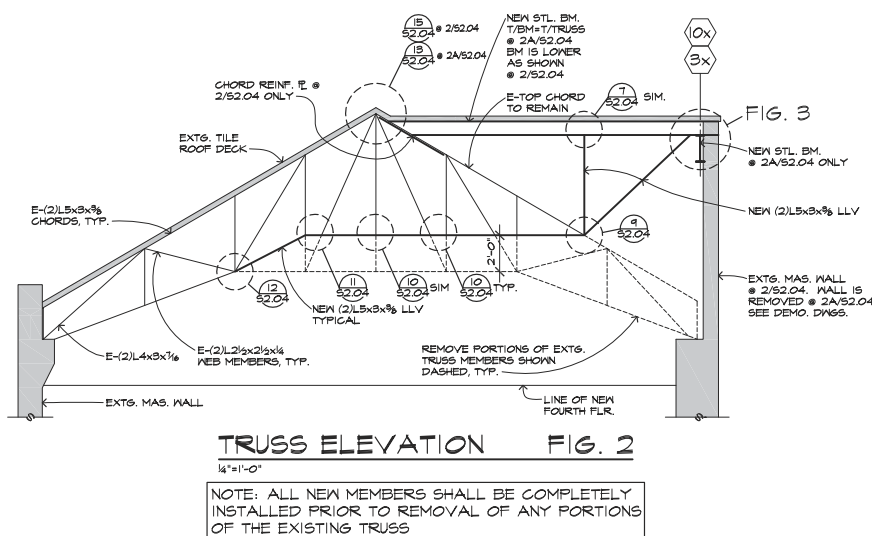 15
S2.04 @ 2/S2.04
13
S2.04 @ 2A/S2.04
NEW STL. BM.
T/BM=T/TRUSS
@ 2A/S2.04
BM IS LOWER
AS SHOWN
@ 2/S2.04
10x
3x
CHORD REINF. PL @
2/S2.04 ONLY
E-TOP CHORD
TO REMAIN
7
S2.04 SIM.
FIG. 3
EXTG. TILE
ROOF DECK
NEW STL. BM.
@ 2A/S2.04 ONLY
E-(2)L5x3x⅜
CHORDS, TYP.
NEW (2)L5x3x⅜ LLV
9
S2.04
2'-0"
12
S2.04
11
S2.04
10
S2.04 SIM
10
S2.04 TYP.
EXTG. MAS. WALL
@ 2/S2.04. WALL IS
REMOVED @ 2A/S2.04
SEE DEMO. DWGS.
NEW (2)L5x3x⅜ LLV
TYPICAL
E-(2)L4x3x7/16
E-(2)L2½x2½x¼
WEB MEMBERS, TYP.
REMOVE PORTIONS OF EXTG.
TRUSS MEMBERS SHOWN
DASHED, TYP.
EXTG. MAS. WALL
LINE OF NEW
FOURTH FLR.
TRUSS ELEVATION FIG. 2
¼"=1'-0"
NOTE: ALL NEW MEMBERS SHALL BE COMPLETELY
INSTALLED PRIOR TO REMOVAL OF ANY PORTIONS
OF THE EXISTING TRUSS